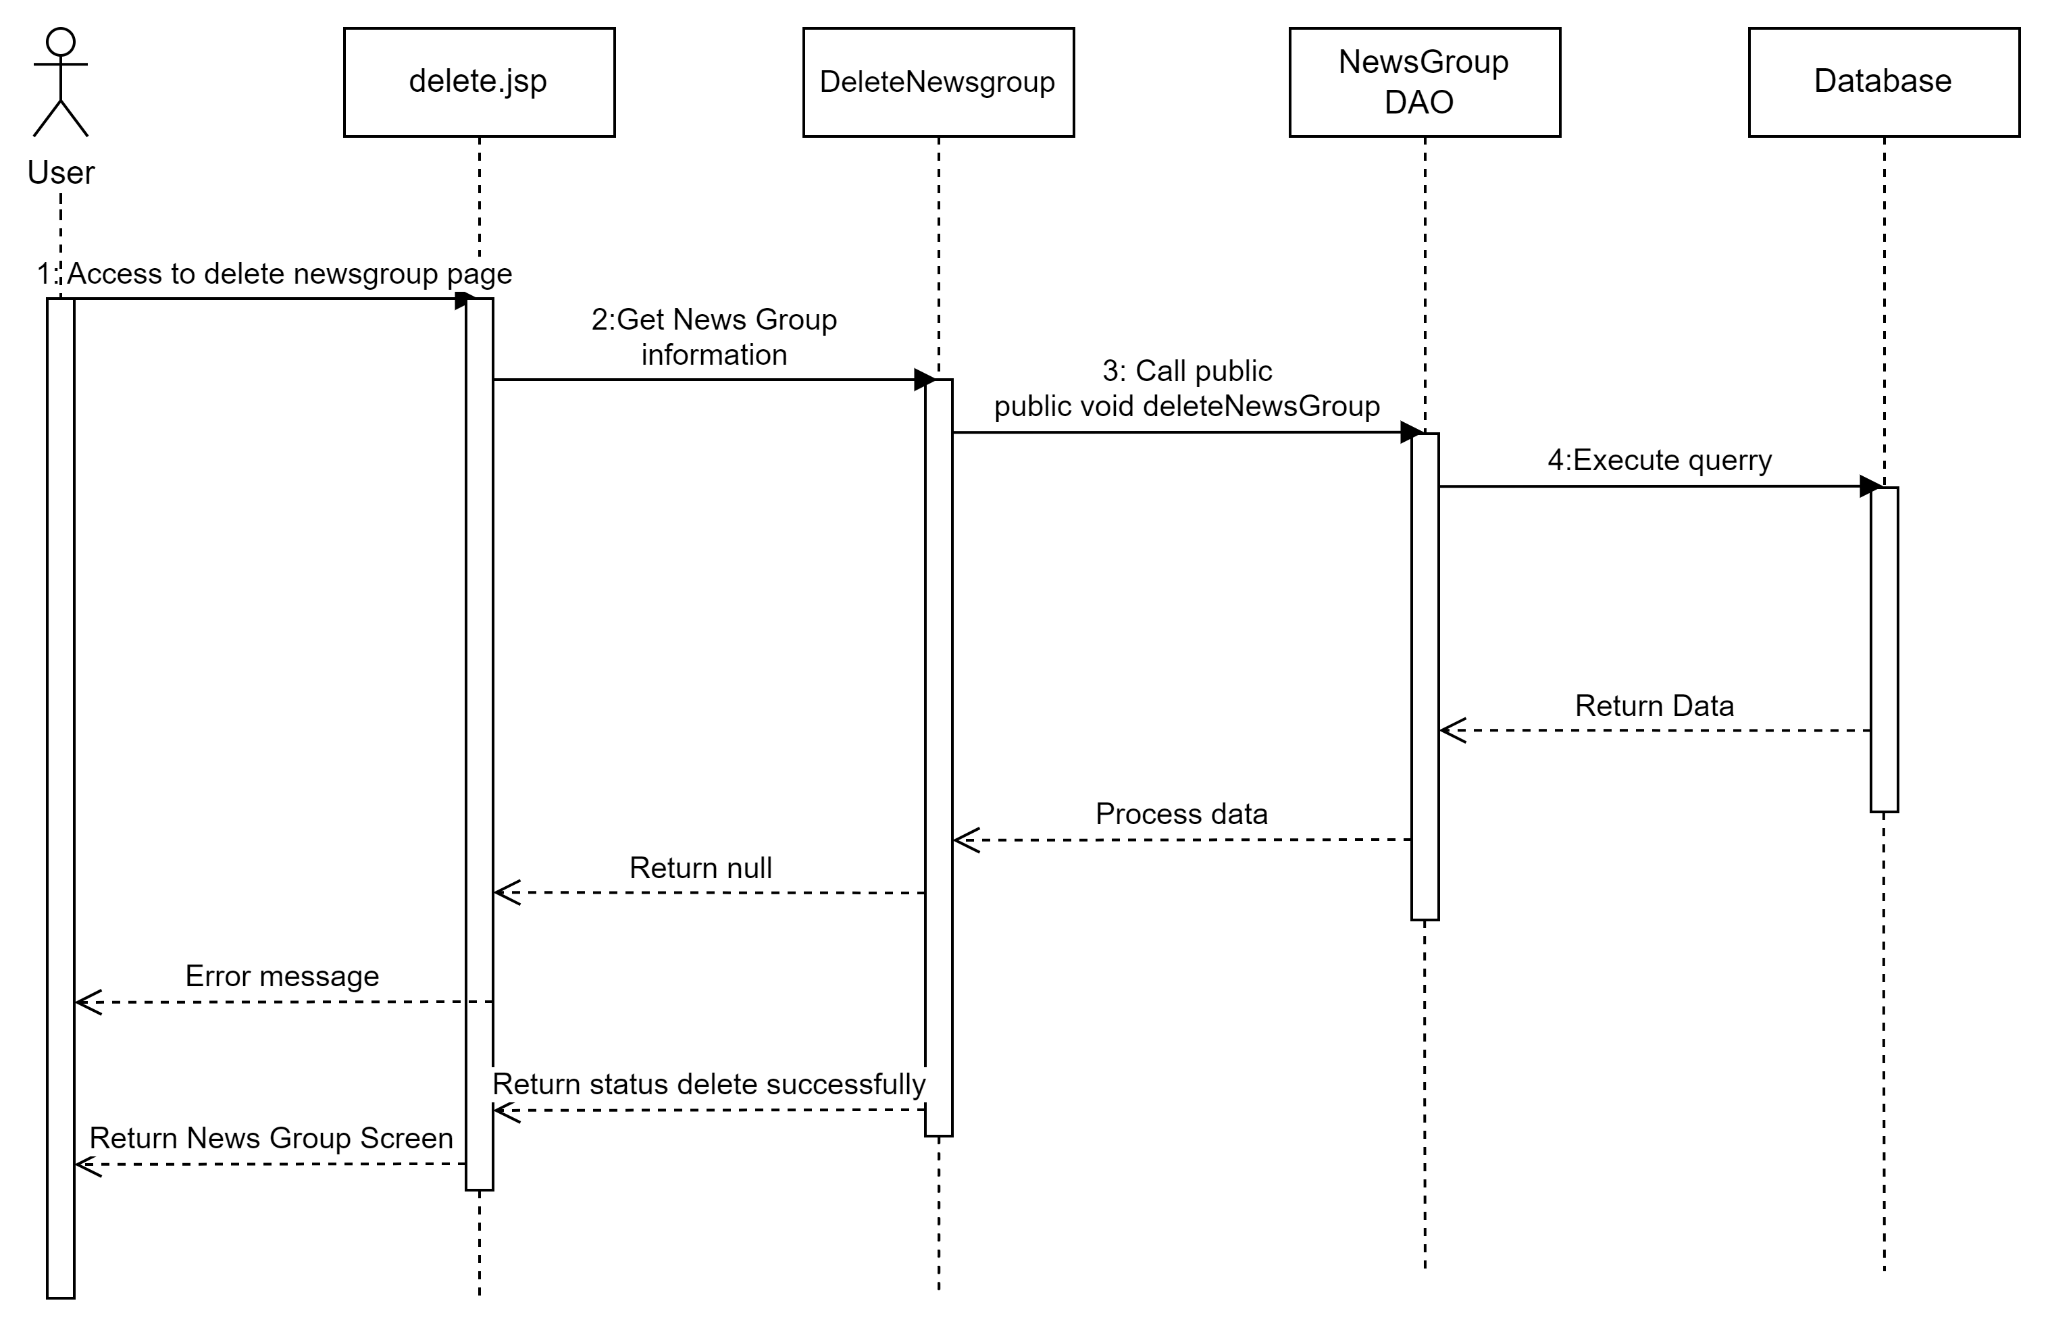 delete.jsp
DeleteNewsgroup
NewsGroup
DAO
Database
User
1: Access to delete newsgroup page
2:Get News Group
information
3: Call public
public void deleteNewsGroup
4:Execute querry
Return Data
Process data
Return null
Error message
Return status delete successfully
Return News Group Screen